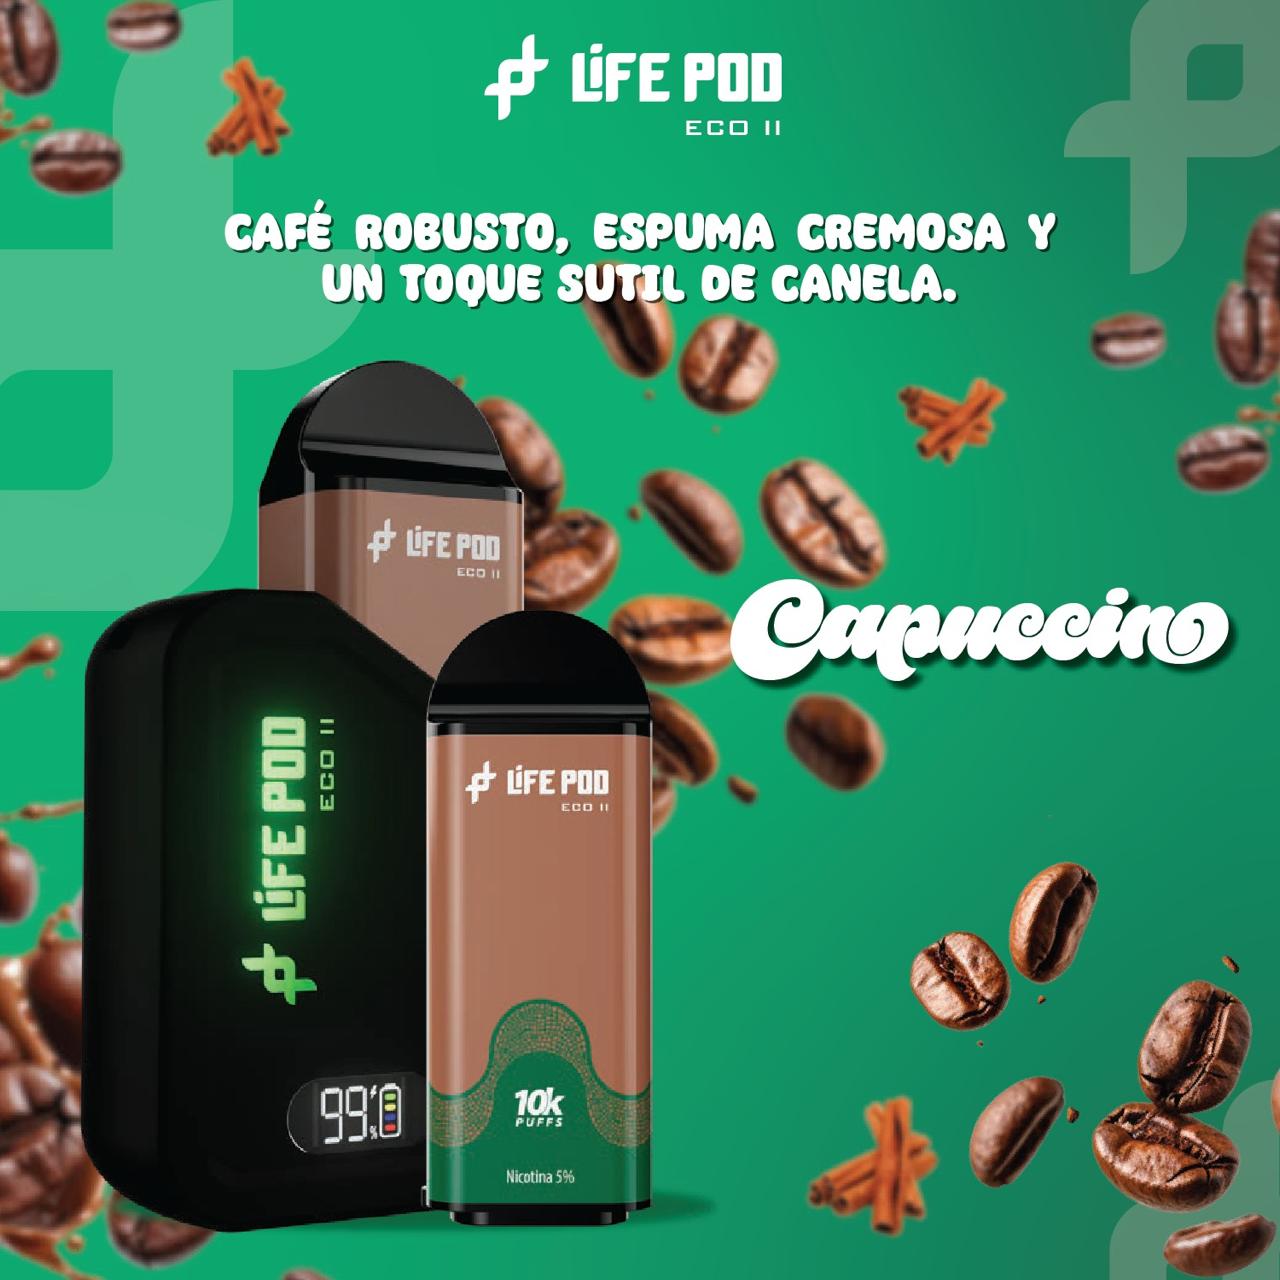 LIFE POD
ECO II
CAFÉ ROBUSTO, ESPUMA CREMOSA Y
UN TOQUE SUTIL DE CANELA.
LIFE POD
ECO II
Capuccino
LIFE POD
ECO II
LIFE POD
ECO II
99%
10k
PUFFS
Nicotina 5%